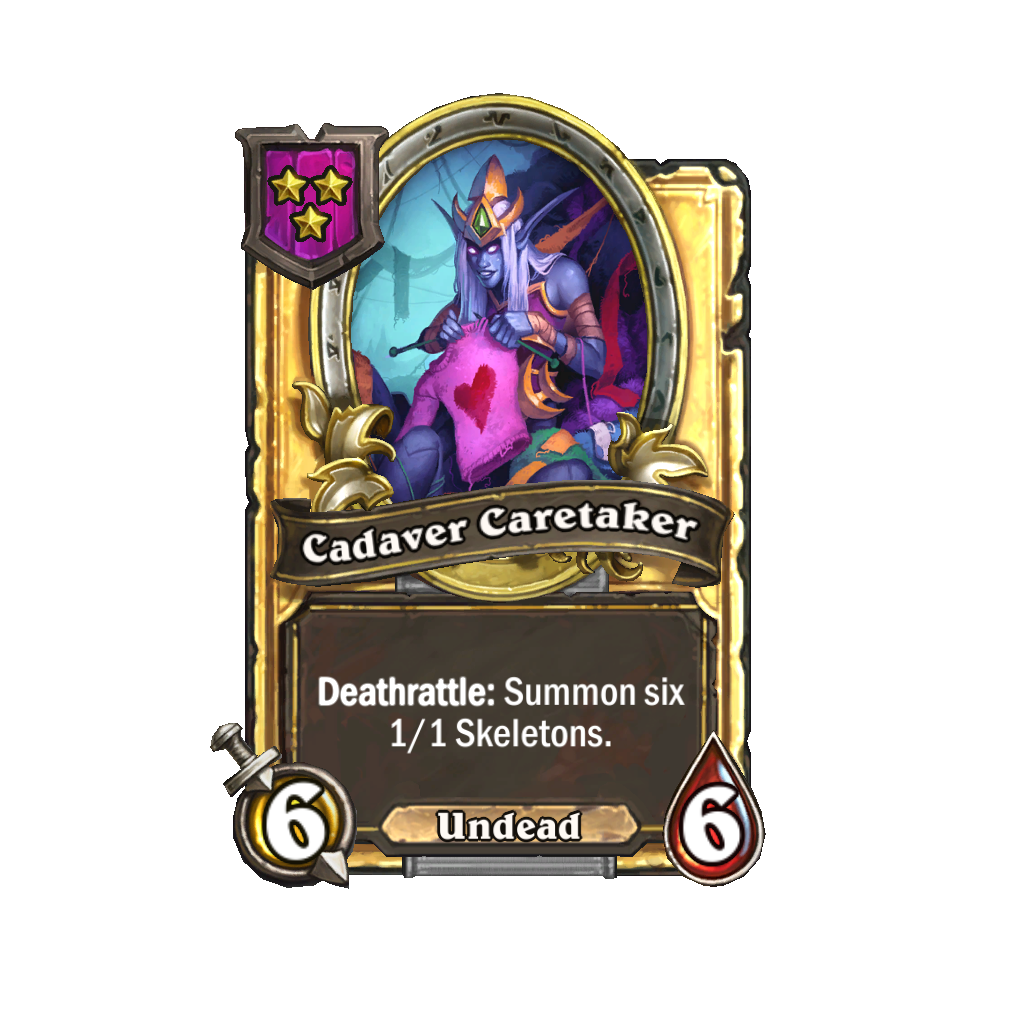 Cadaver Caretaker
Deathrattle: Summon six
1/1 Skeletons.
6
Undead
6